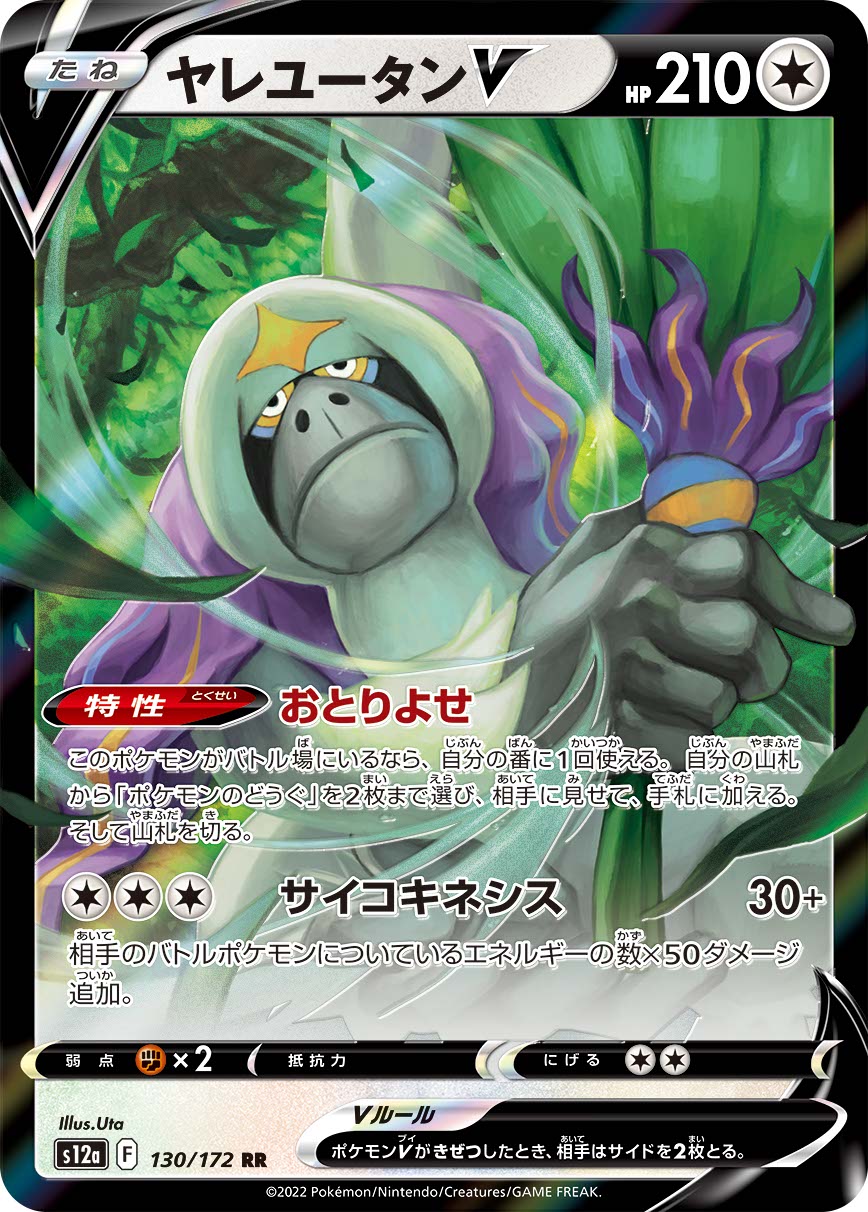 たね
ヤレユータンV
HP 210
特性 とくせい
おとりよせ
このポケモンがバトル場にいるなら、自分の番に1回使える。自分の山札
から「ポケモンのどうぐ」を2枚まで選び、相手に見せて、手札に加える。
そして山札を切る。
サイコキネシス 30+
相手のバトルポケモンについているエネルギーの数×50ダメージ
追加。
弱点 ×2 抵抗力 にげる
Vルール
ポケモンVがきぜつしたとき、相手はサイドを2枚とる。
Illus.Uta
s12a F 130/172 RR
©2022 Pokémon/Nintendo/Creatures/GAME FREAK.